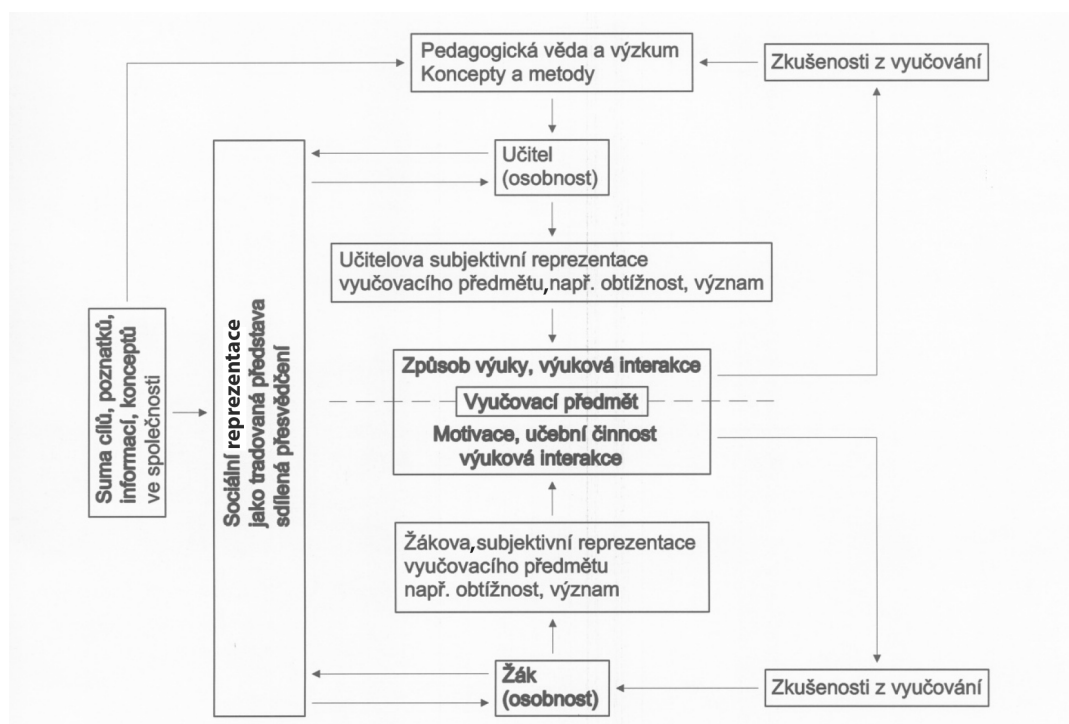 Pedagogická věda a výzkum
Koncepty a metody
Zkušenosti z vyučování
Učitel
(osobnost)
Učitelova subjektivní reprezentace
vyučovacího předmětu,např. obtížnost, význam
Suma cílů, poznatků,
informací, konceptů
ve společnosti
Sociální reprezentace
jako tradovaná představa
sdílená přesvědčení
Způsob výuky, výuková interakce
Vyučovací předmět
Motivace, učební činnost
výuková interakce
Žákova,subjektivní reprezentace
vyučovacího předmětu
např. obtížnost, význam
Žák
(osobnost)
Zkušenosti z vyučování